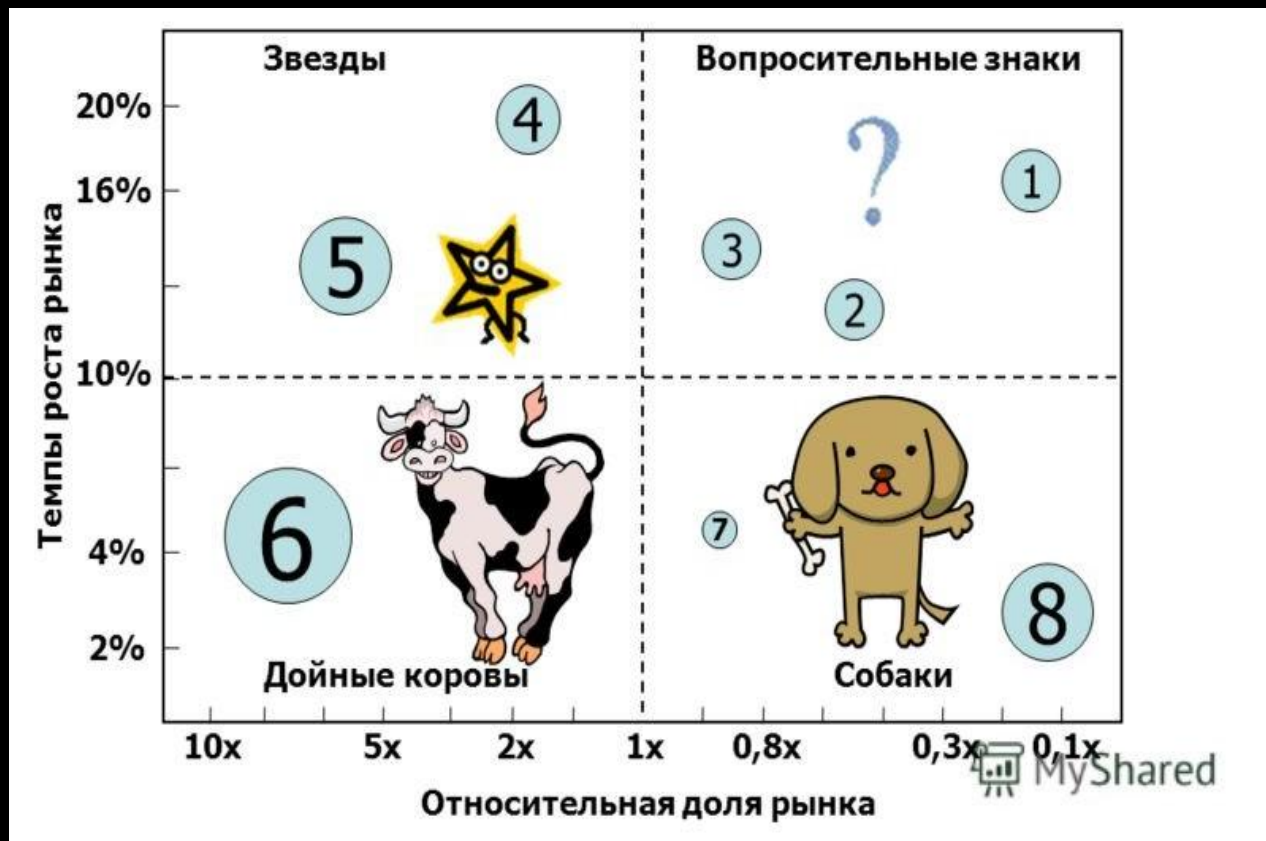 Звезды
Вопросительные знаки
20%
4
16%
1
3
5
2
10%
Темпы роста рынка
6
7
4%
8
2%
Дойные коровы
Собаки
10x
5x
2x
1x
0,8x
0,3x
0,1x
MyShared
Относительная доля рынка
?